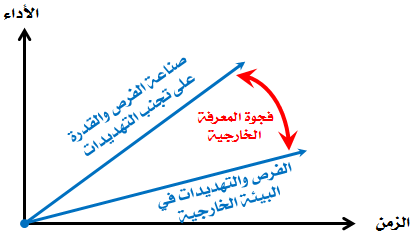 الأداء
صناعة الفرص والقدرة
على تجنب التهديدات
فجوة المعرفة
الخارجية
الفرص والتهديدات في
البيئة الخارجية
الزمن